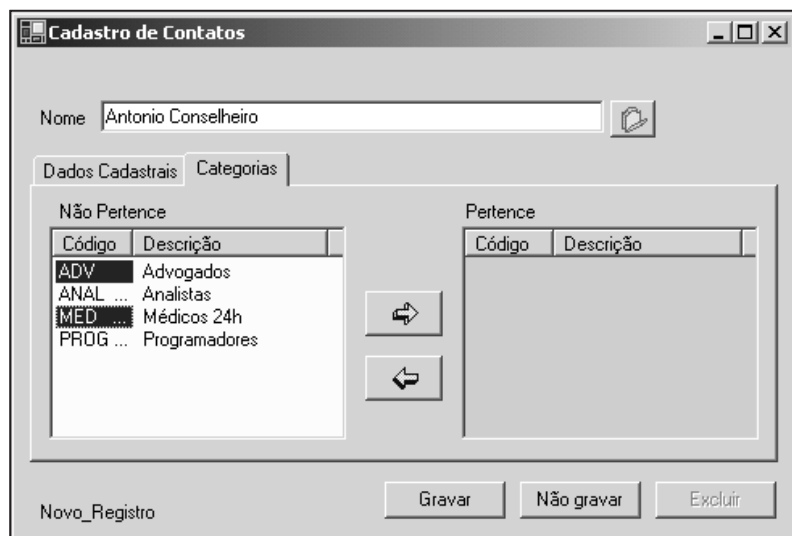 Cadastro de Contatos
Nome Antonio Conselheiro
Dados Cadastrais Categorias
Não Pertence Pertence
Código Descrição Código Descrição
ADV Advogados
ANAL ... Analistas
MED ... Médicos 24h
PROG ... Programadores
Gravar Não gravar Excluir
Novo_Registro